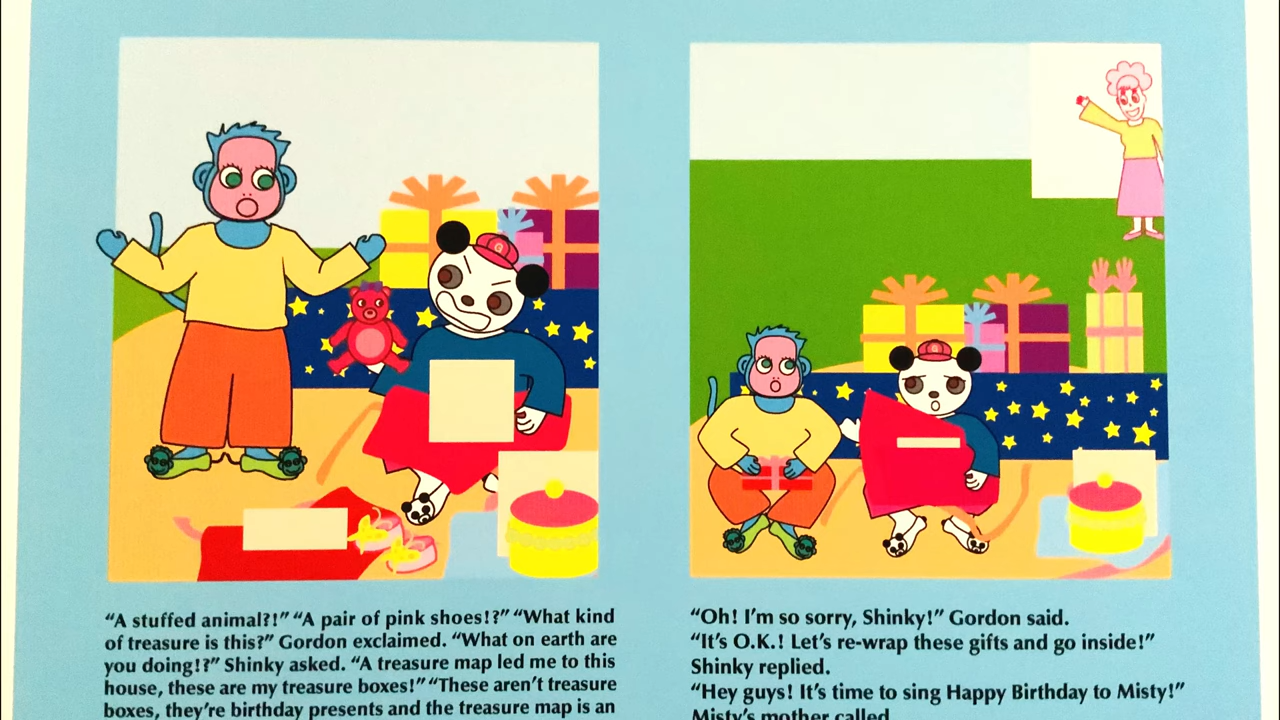 “A stuffed animal?!” “A pair of pink shoes!?” “What kind
of treasure is this?” Gordon exclaimed. “What on earth are
you doing!?” Shinky asked. “A treasure map led me to this
house, these are my treasure boxes!” “These aren’t treasure
boxes, they’re birthday presents and the treasure map is an
“Oh! I’m so sorry, Shinky!” Gordon said.
“It’s O.K.! Let’s re-wrap these gifts and go inside!”
Shinky replied.
“Hey guys! It’s time to sing Happy Birthday to Misty!”
Misty’s mother called.